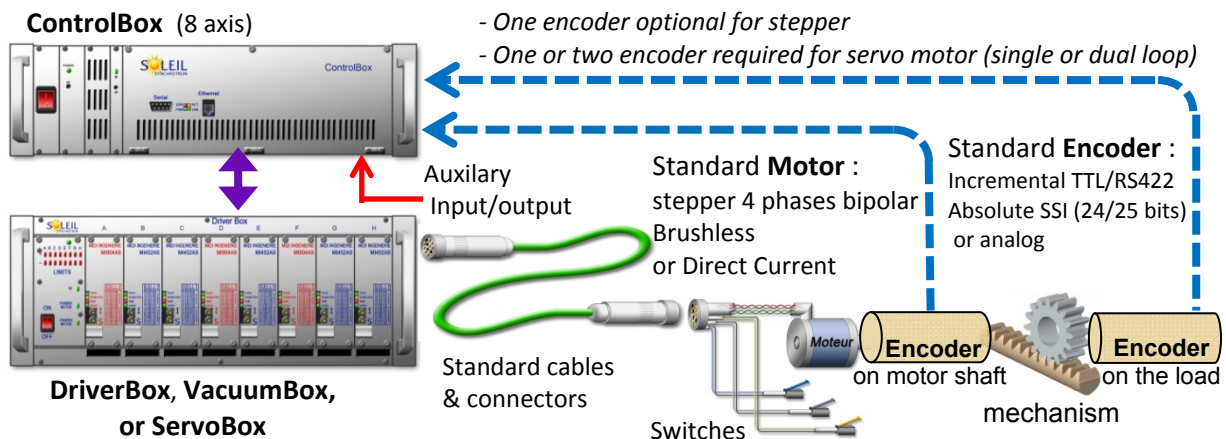 ControlBox (8 axis)
- One encoder optional for stepper
- One or two encoder required for servo motor (single or dual loop)
SOLEIL
SYNCHROTRON
ControlBox
Serial
Ethernet
Auxilary
Input/output
Standard Motor :
stepper 4 phases bipolar
Brushless
or Direct Current
Standard Encoder :
Incremental TTL/RS422
Absolute SSI (24/25 bits)
or analog
Driver Box
SOLEIL
A B C D E F G H
LIMITS
ON
OFF
Standard cables
& connectors
Moteur
Encoder
on motor shaft
Encoder
on the load
mechanism
Switches
DriverBox, VacuumBox,
or ServoBox